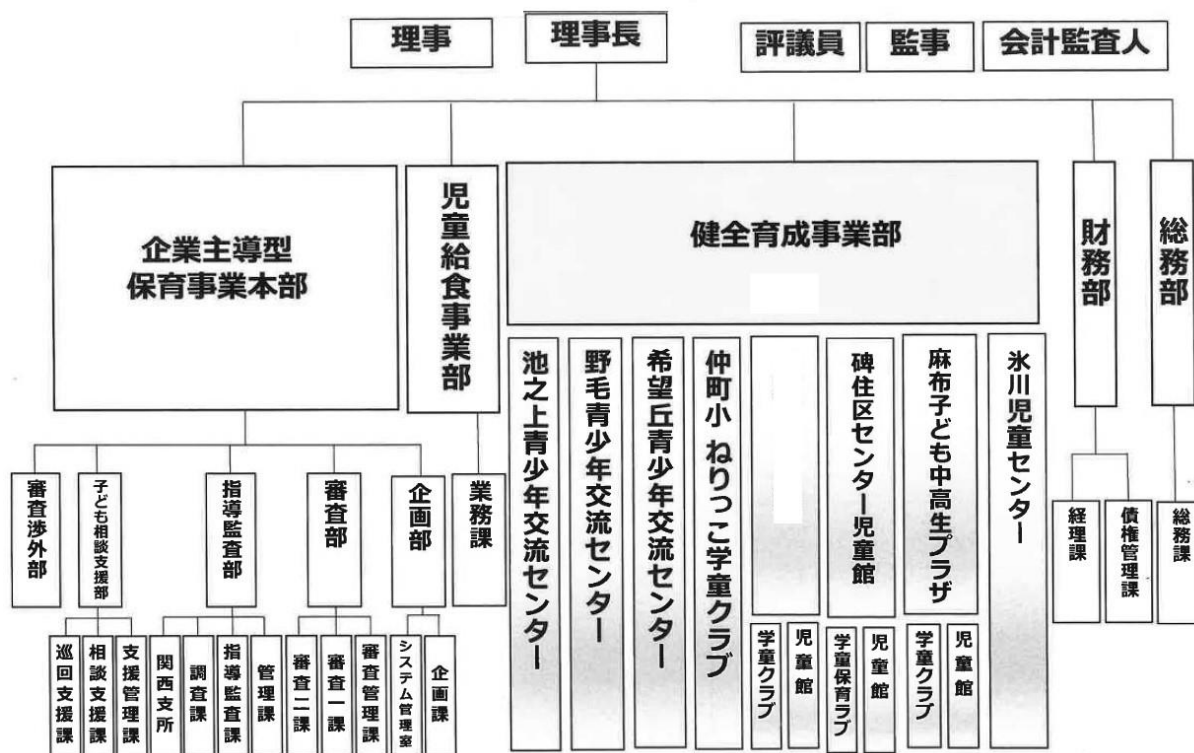 理事
理事長
評議員
監事
会計監査人
企業主導型
保育事業本部
児童給食事業部
健全育成事業部
財務部
総務部
審査渉外部
子ども相談支援部
指導監査部
審査部
企画部
業務課
池之上青少年交流センター
野毛青少年交流センター
希望丘青少年交流センター
仲町小 ねりっこ学童クラブ
碑住区センター児童館
麻布子ども中高生プラザ
氷川児童センター
経理課
債権管理課
総務課
巡回支援課
相談支援課
支援管理課
関西支所
調査課
指導監査課
管理課
審査二課
審査一課
審査管理課
システム管理室
企画課
学童クラブ
児童館
学童保育ラブ
児童館
学童クラブ
児童館